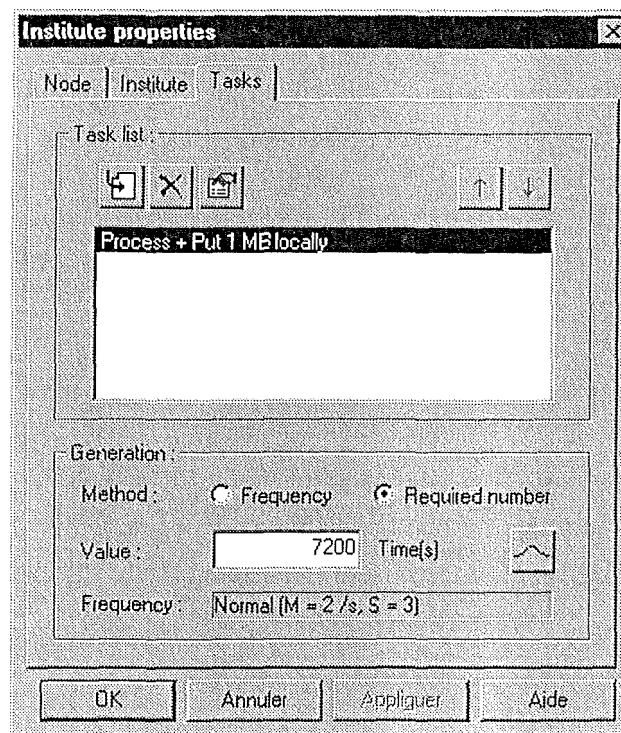 Institute properties
Node Institute Tasks
Task list :
Process + Put 1 MB locally
Generation :
Method : Frequency Required number
Value : 7200 Time(s)
Frequency : Normal (M = 2 /s, S = 3)
OK Annuler Appliquer Aide